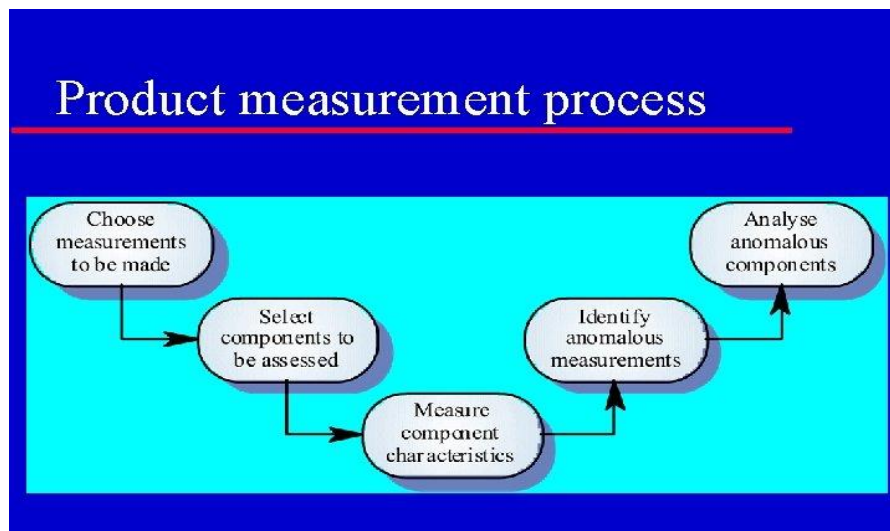 Product measurement process
Choose
measurements
to be made
Select
components to
be assessed
Measure
component
characteristics
Identify
anomalous
measurements
Analyse
anomalous
components